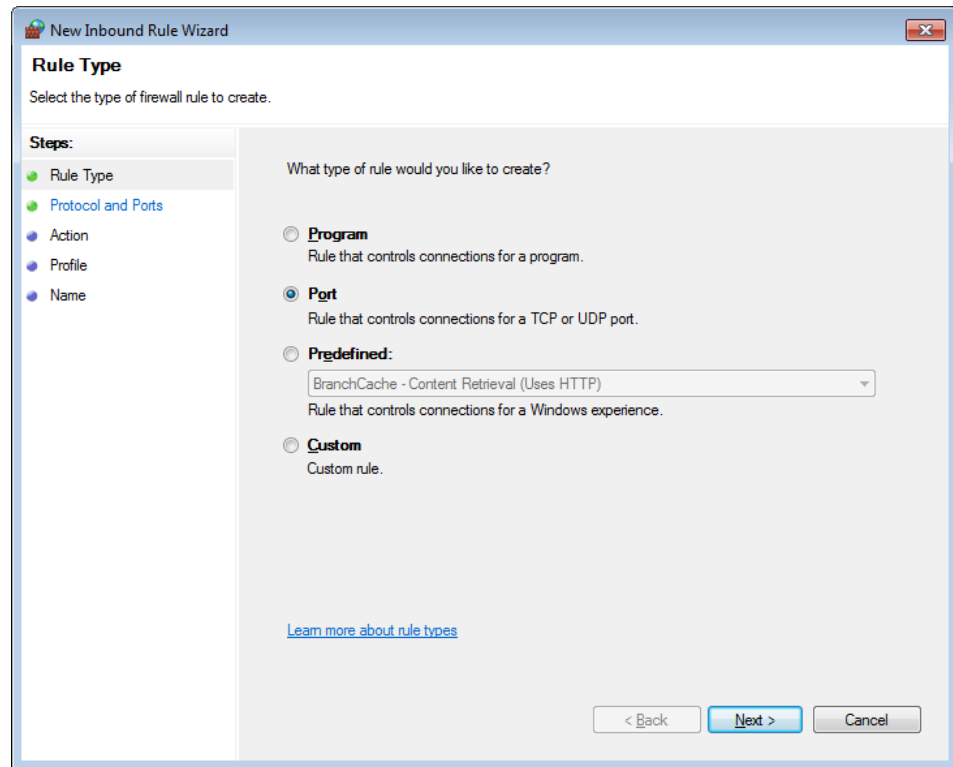 New Inbound Rule Wizard
Rule Type
Select the type of firewall rule to create.
Steps:
Rule Type
Protocol and Ports
Action
Profile
Name
What type of rule would you like to create?
Program
Rule that controls connections for a program.
Port
Rule that controls connections for a TCP or UDP port.
Predefined:
BranchCache - Content Retrieval (Uses HTTP)
Rule that controls connections for a Windows experience.
Custom
Custom rule.
Learn more about rule types
< Back Next > Cancel